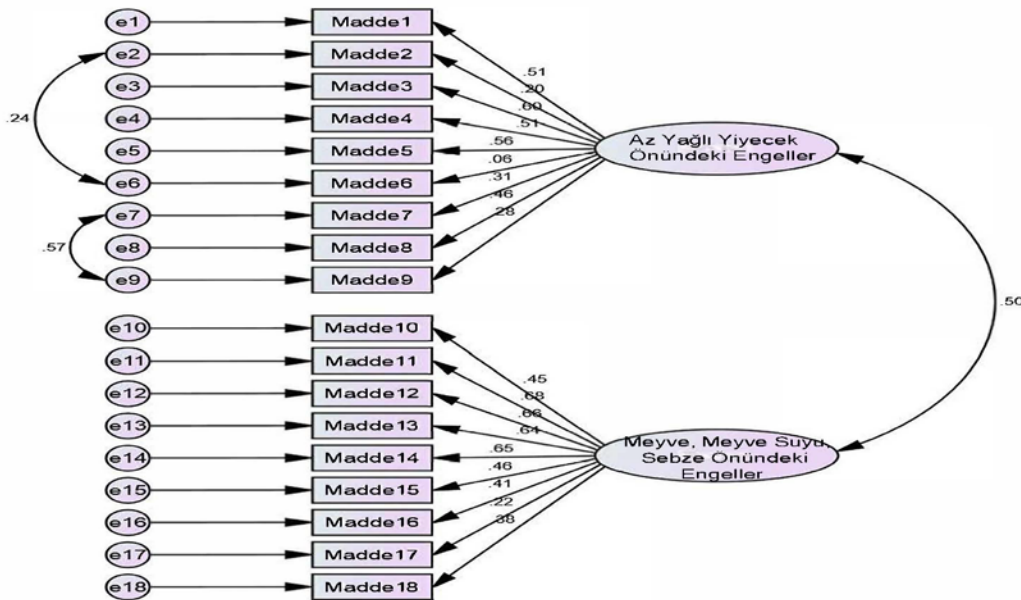 e1 Madde1
e2 Madde2
e3 Madde3
e4 Madde4
e5 Madde5
e6 Madde6
e7 Madde7
e8 Madde8
e9 Madde9
.24
.57
.51
.20
.60
.51
.56
.06
.31
.46
.28
Az Yağlı Yiyecek
Önündeki Engeller
.50
e10 Madde10
e11 Madde11
e12 Madde12
e13 Madde13
e14 Madde14
e15 Madde15
e16 Madde16
e17 Madde17
e18 Madde18
.45
.68
.66
.64
.65
.46
.41
.22
.38
Meyve, Meyve Suyu,
Sebze Önündeki
Engeller